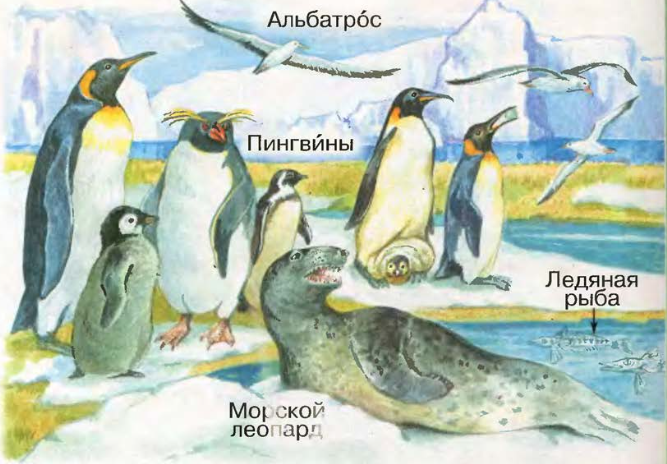 Альбатро́с
Пингви́ны
Ледяная
рыба
Морской
леопард